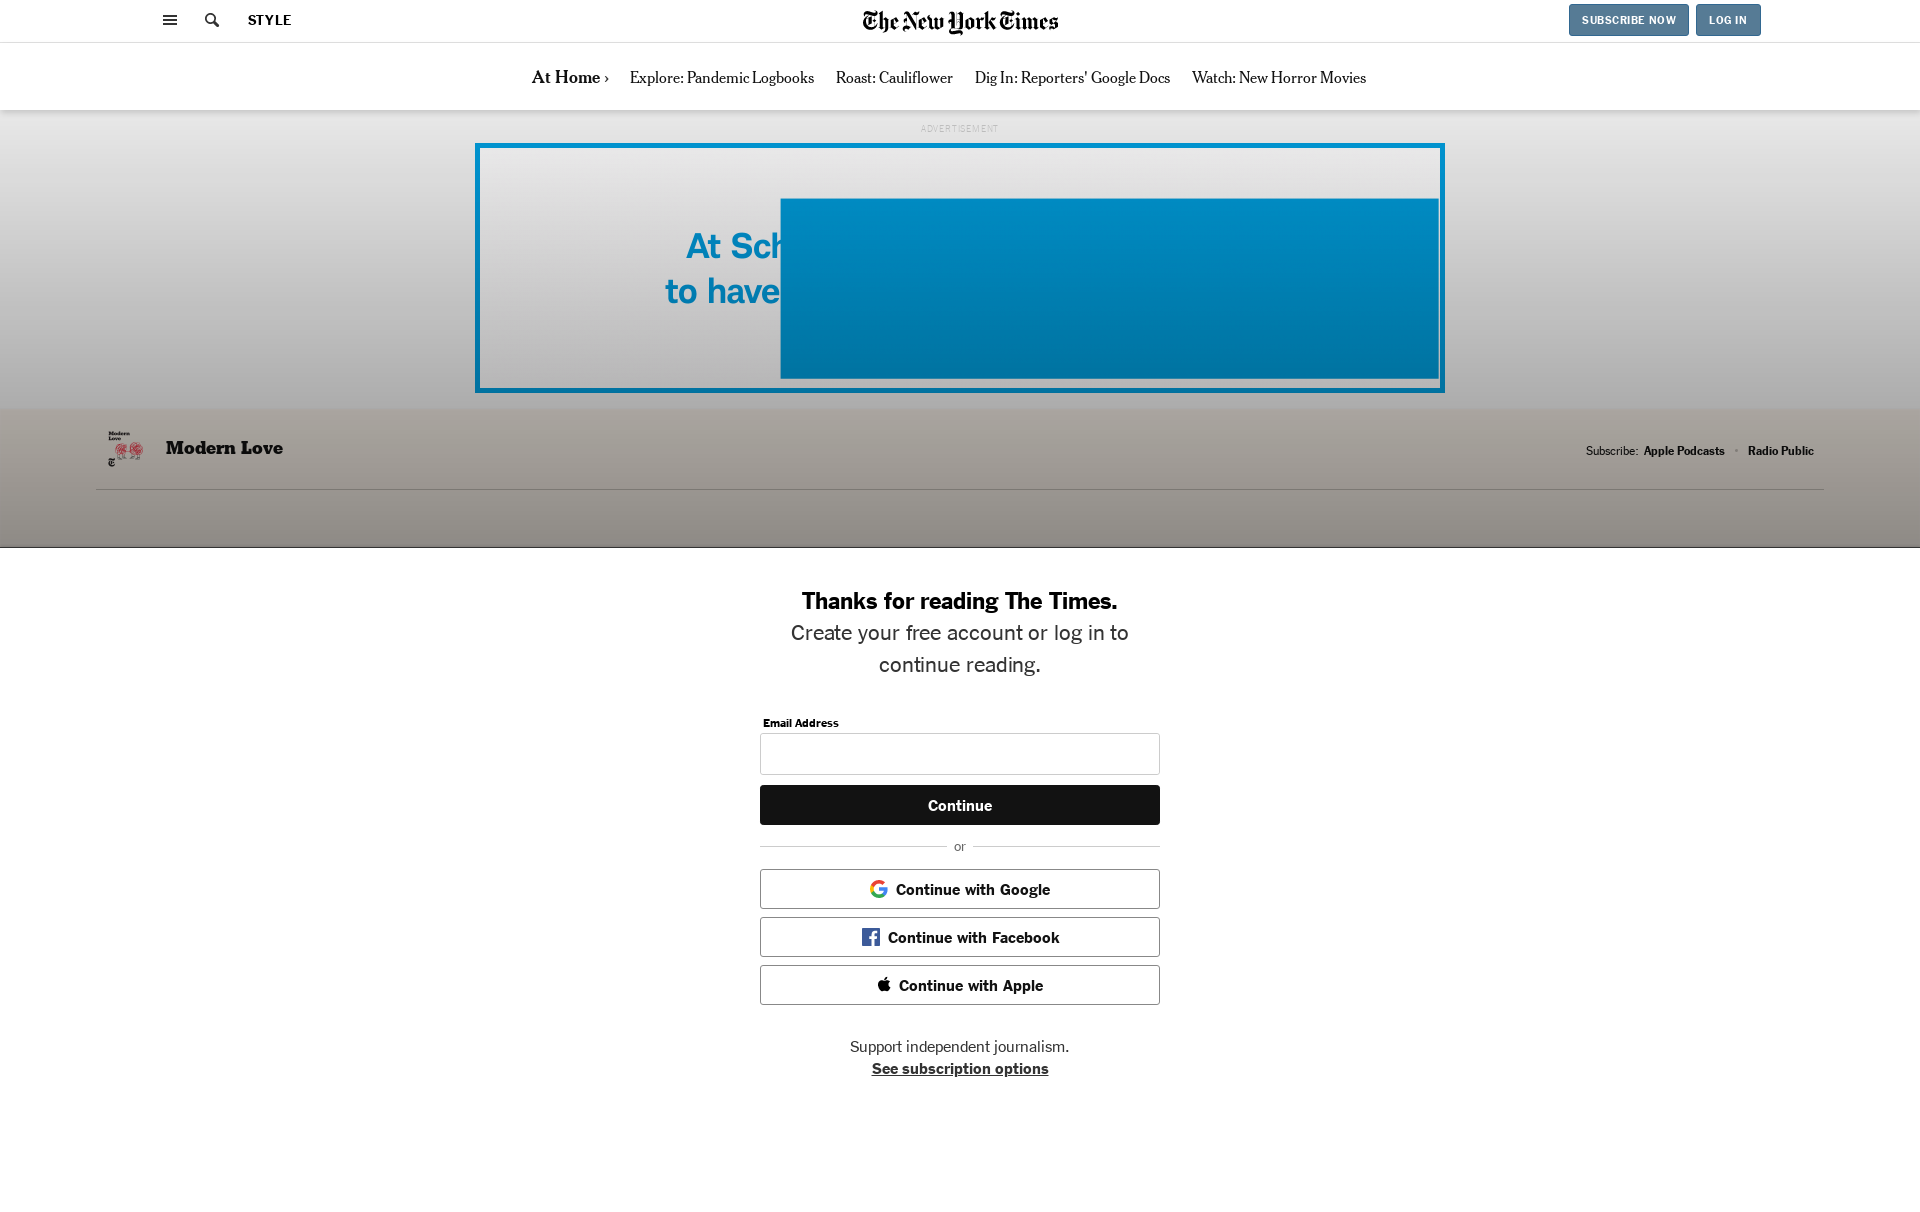 STYLE
The New York Times
SUBSCRIBE NOW
LOG IN
At Home ›
Explore: Pandemic Logbooks
Roast: Cauliflower
Dig In: Reporters' Google Docs
Watch: New Horror Movies
ADVERTISEMENT
At Sch
to have
Modern
Love
Modern Love
Subscribe: Apple Podcasts • Radio Public
Thanks for reading The Times.
Create your free account or log in to
continue reading.
Email Address
Continue
or
Continue with Google
Continue with Facebook
Continue with Apple
Support independent journalism.
See subscription options